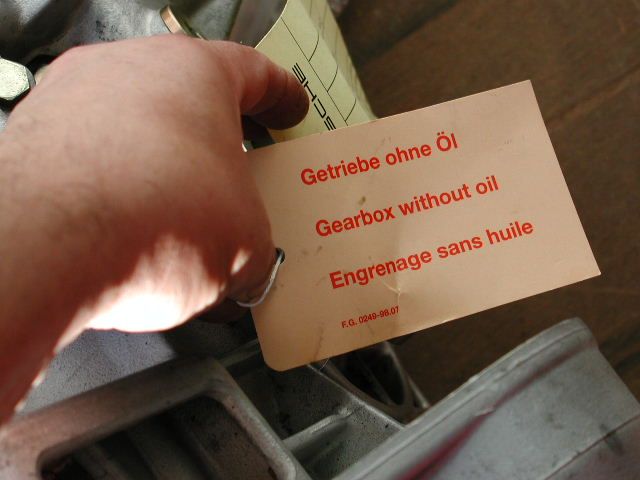 Getriebe ohne Öl
Gearbox without oil
Engrenage sans huile
F.G. 0249-98.07